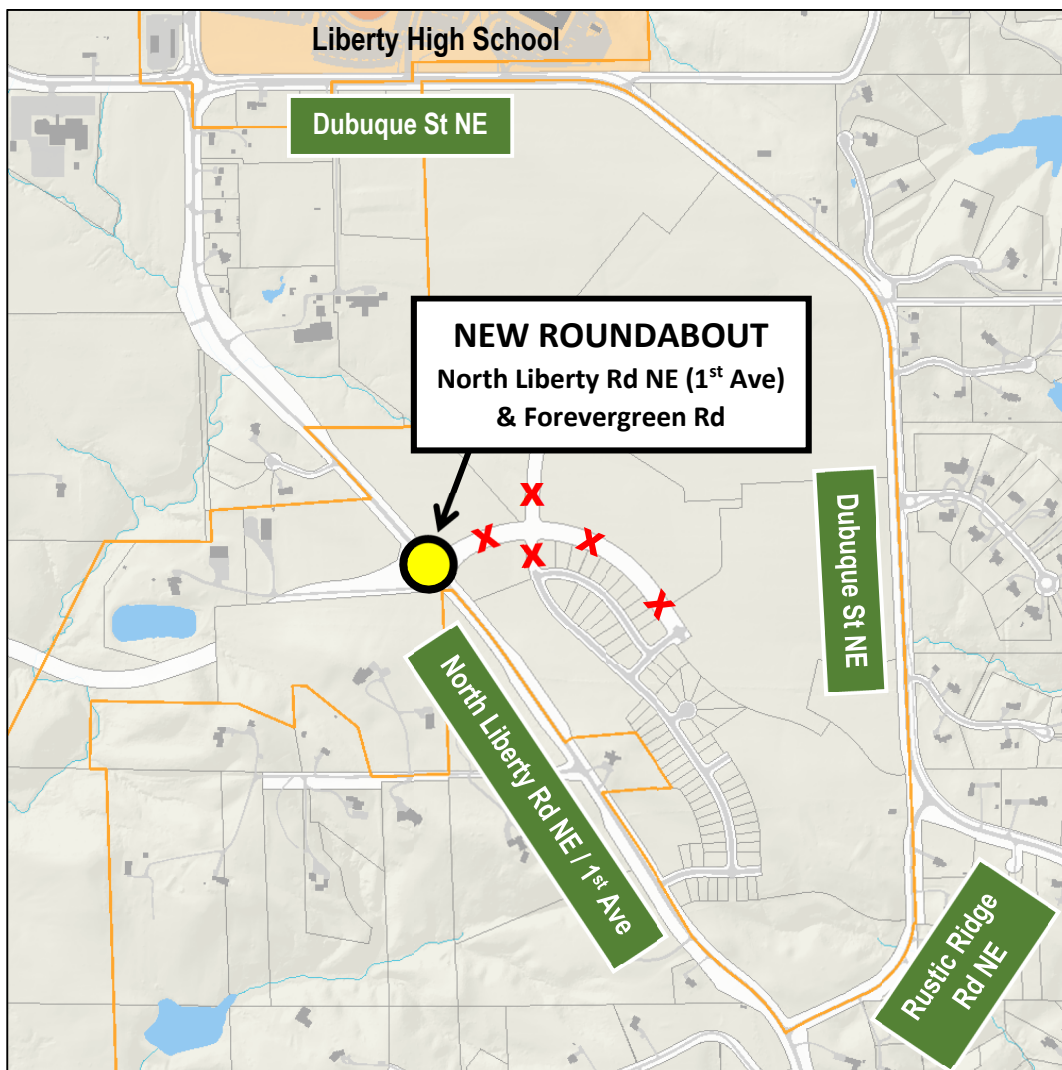 Liberty High School
Dubuque St NE
NEW ROUNDABOUT
North Liberty Rd NE (1st Ave)
& Forevergreen Rd
X
X
X
X
X
Dubuque St NE
North Liberty Rd NE / 1st Ave
Rustic Ridge
Rd NE